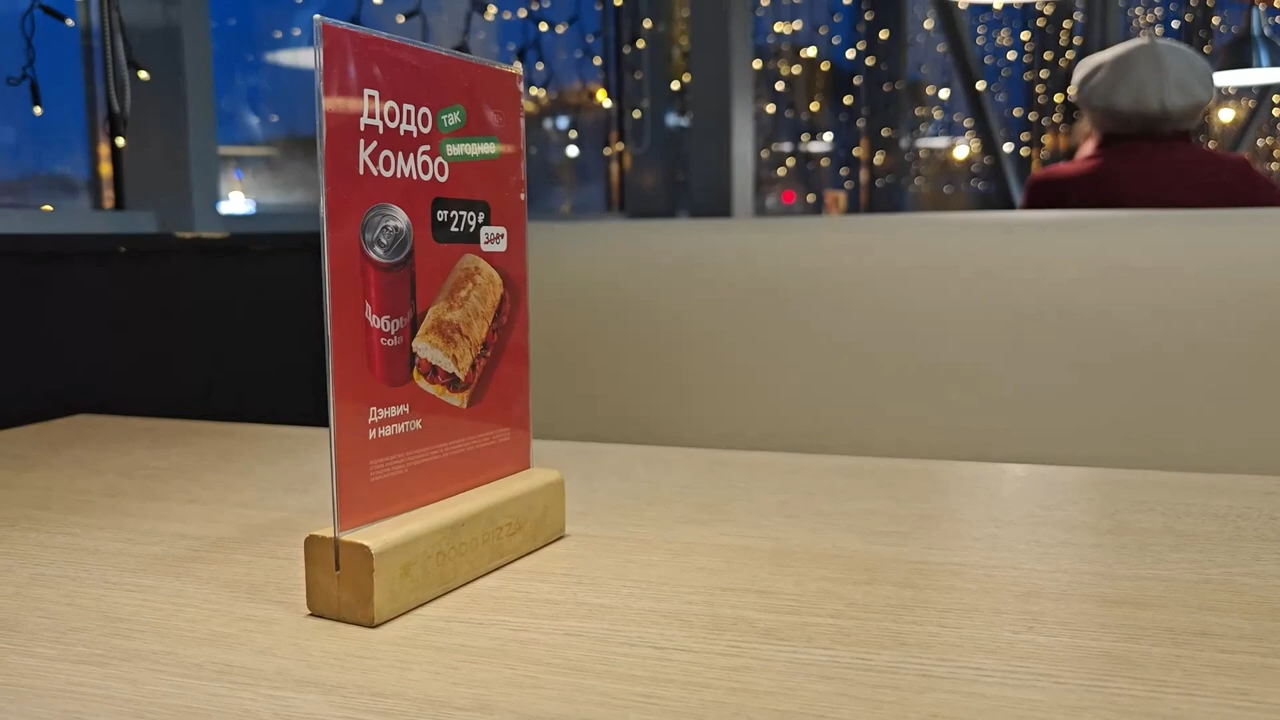 Додо так
Комбо выгоднее
от 279₽
308₽
Добрый
cola
Дэнвич
и напиток
DODO PIZZA